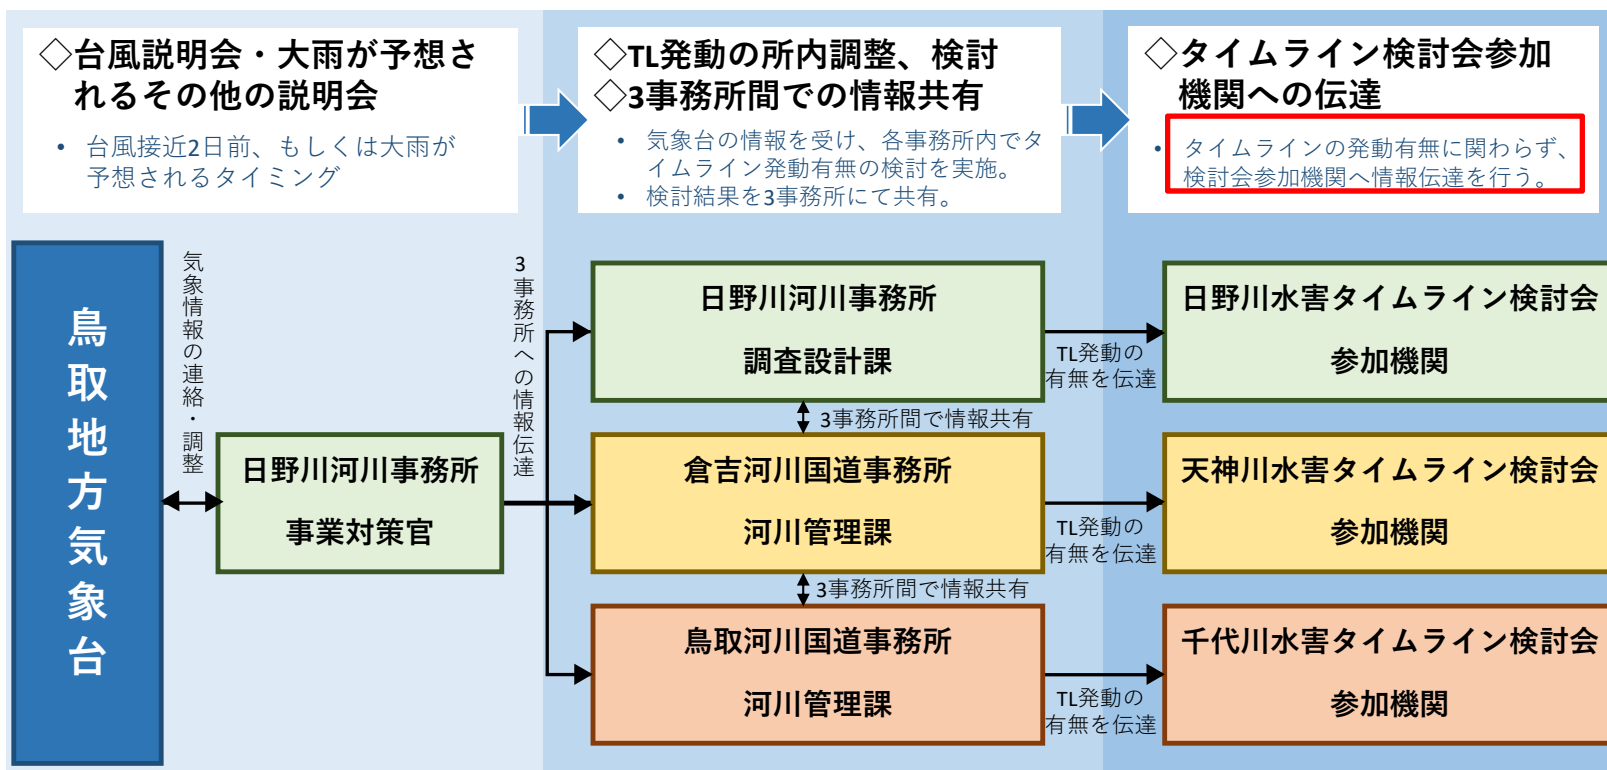 ◇台風説明会・大雨が予想さ
れるその他の説明会
• 台風接近2日前、もしくは大雨が
予想されるタイミング
◇TL発動の所内調整、検討
◇3事務所間での情報共有
• 気象台の情報を受け、各事務所内でタ
イムライン発動有無の検討を実施。
• 検討結果を3事務所にて共有。
◇タイムライン検討会参加
機関への伝達
• タイムラインの発動有無に関わらず、
検討会参加機関へ情報伝達を行う。
鳥取地方気象台
気象情報の連絡・調整
日野川河川事務所
事業対策官
3事務所への情報伝達
日野川河川事務所
調査設計課
TL発動の
有無を伝達
日野川水害タイムライン検討会
参加機関
3事務所間で情報共有
倉吉河川国道事務所
河川管理課
TL発動の
有無を伝達
天神川水害タイムライン検討会
参加機関
3事務所間で情報共有
鳥取河川国道事務所
河川管理課
TL発動の
有無を伝達
千代川水害タイムライン検討会
参加機関